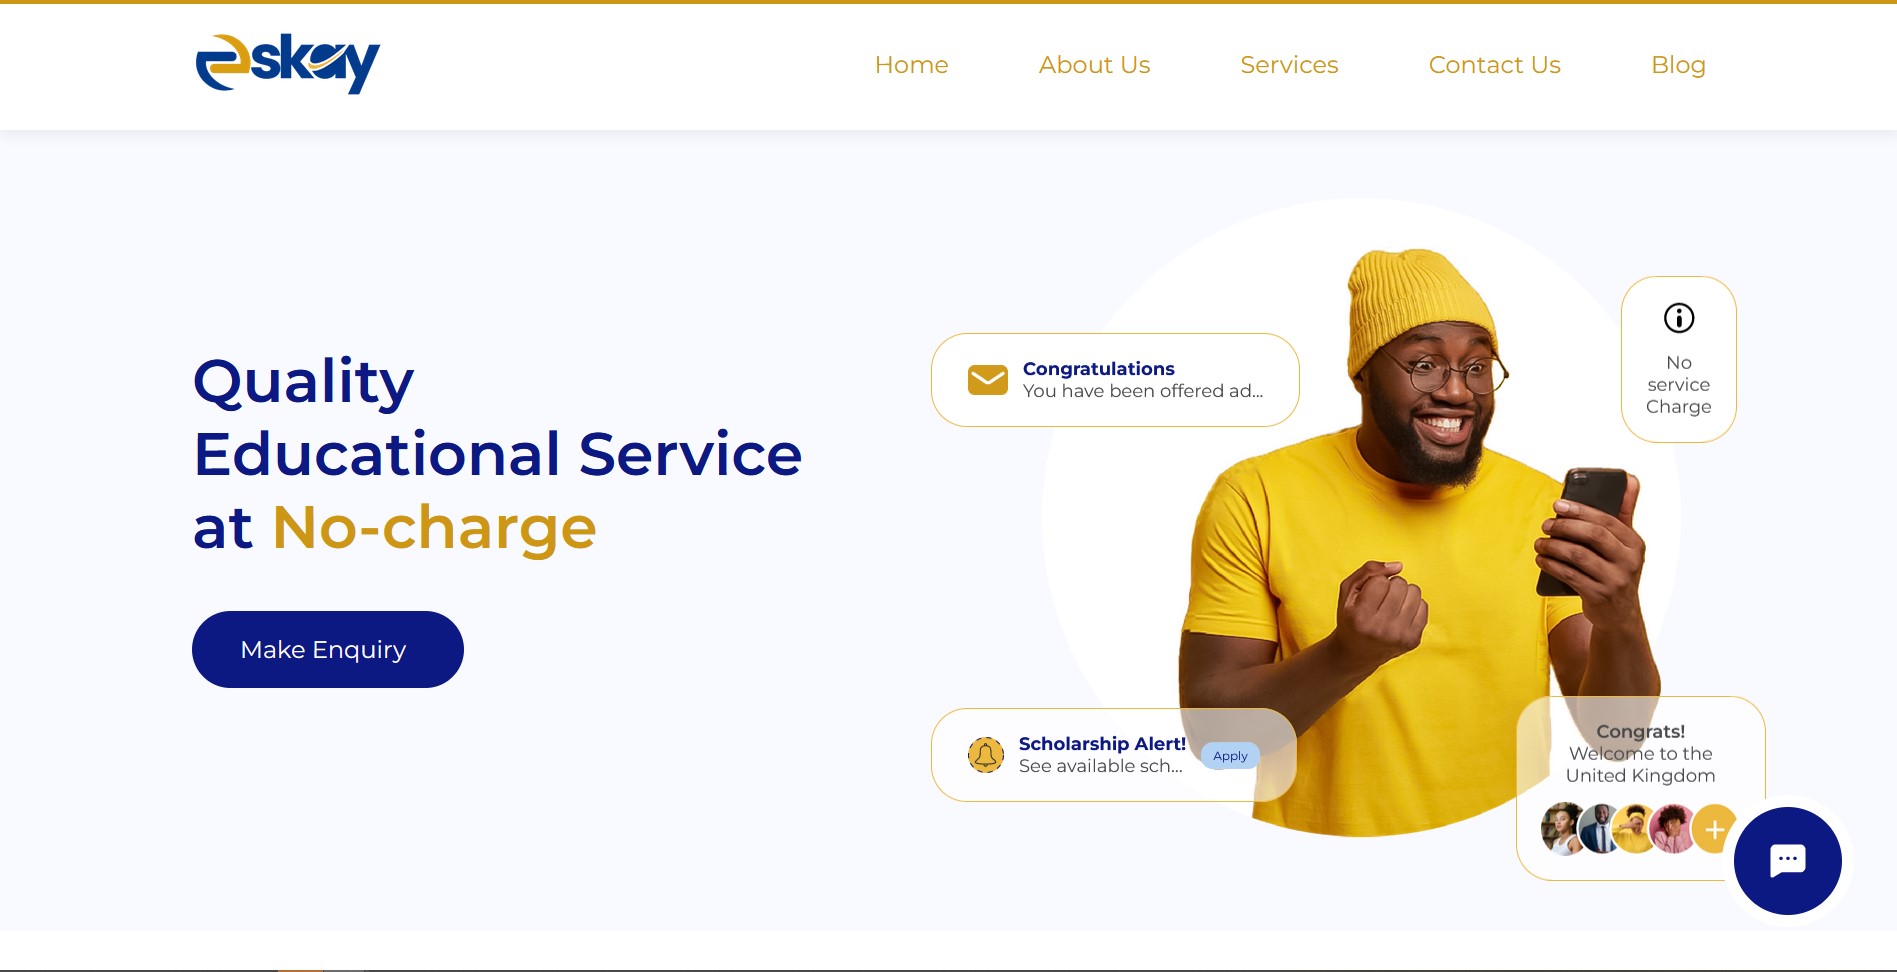 eskay
Home
About Us
Services
Contact Us
Blog
Quality
Educational Service
at No-charge
Make Enquiry
Congratulations
You have been offered ad...
No
service
Charge
Scholarship Alert!
See available sch...
Apply
Congrats!
Welcome to the
United Kingdom